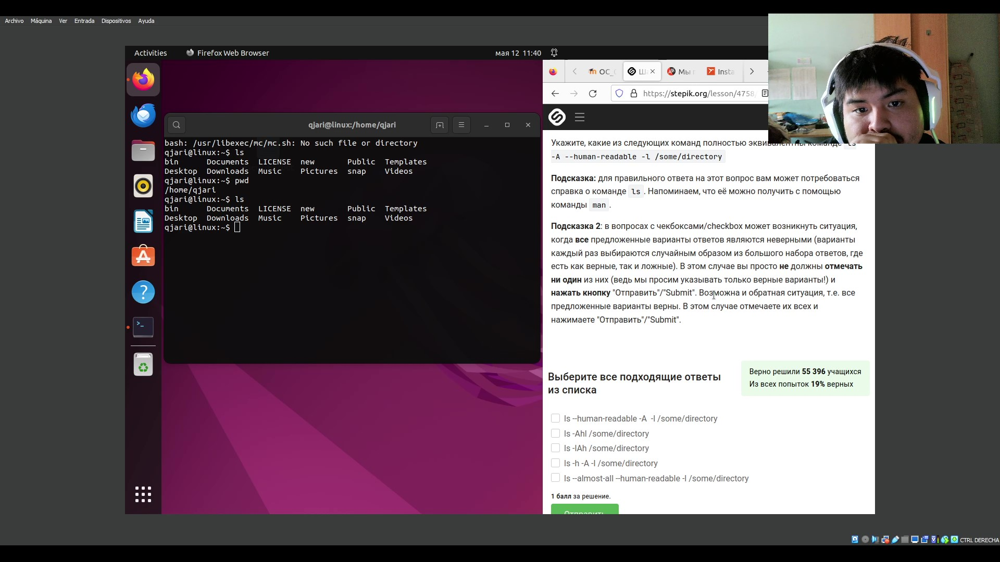 Archivo Máquina Ver Entrada Dispositivos Ayuda
Activities Firefox Web Browser мая 12 11:40
qjari@linux:/home/qjari
bash: /usr/libexec/mc/mc.sh: No such file or directory
qjari@linux:~$ ls
bin Documents LICENSE new Public Templates
Desktop Downloads Music Pictures snap Videos
qjari@linux:~$ pwd
/home/qjari
qjari@linux:~$ ls
bin Documents LICENSE new Public Templates
Desktop Downloads Music Pictures snap Videos
qjari@linux:~$
ОС_ Ш Мы Insta
https://stepik.org/lesson/4758/
Укажите, какие из следующих команд полностью эквивалентны команде ls
-A --human-readable -l /some/directory
Подсказка: для правильного ответа на этот вопрос вам может потребоваться
справка о команде ls . Напоминаем, что её можно получить с помощью
команды man .
Подсказка 2: в вопросах с чекбоксами/checkbox может возникнуть ситуация,
когда все предложенные варианты ответов являются неверными (варианты
каждый раз выбираются случайным образом из большого набора ответов, где
есть как верные, так и ложные). В этом случае вы просто не должны отмечать
ни один из них (ведь мы просим указывать только верные варианты!) и
нажать кнопку "Отправить"/"Submit". Возможна и обратная ситуация, т.е. все
предложенные варианты верны. В этом случае отмечаете их всех и
нажимаете "Отправить"/"Submit".
Выберите все подходящие ответы
из списка
Верно решили 55 396 учащихся
Из всех попыток 19% верных
ls --human-readable -A -l /some/directory
ls -Ahl /some/directory
ls -lAh /some/directory
ls -h -A -l /some/directory
ls --almost-all --human-readable -l /some/directory
1 балл за решение.
Отправить
CTRL DERECHA